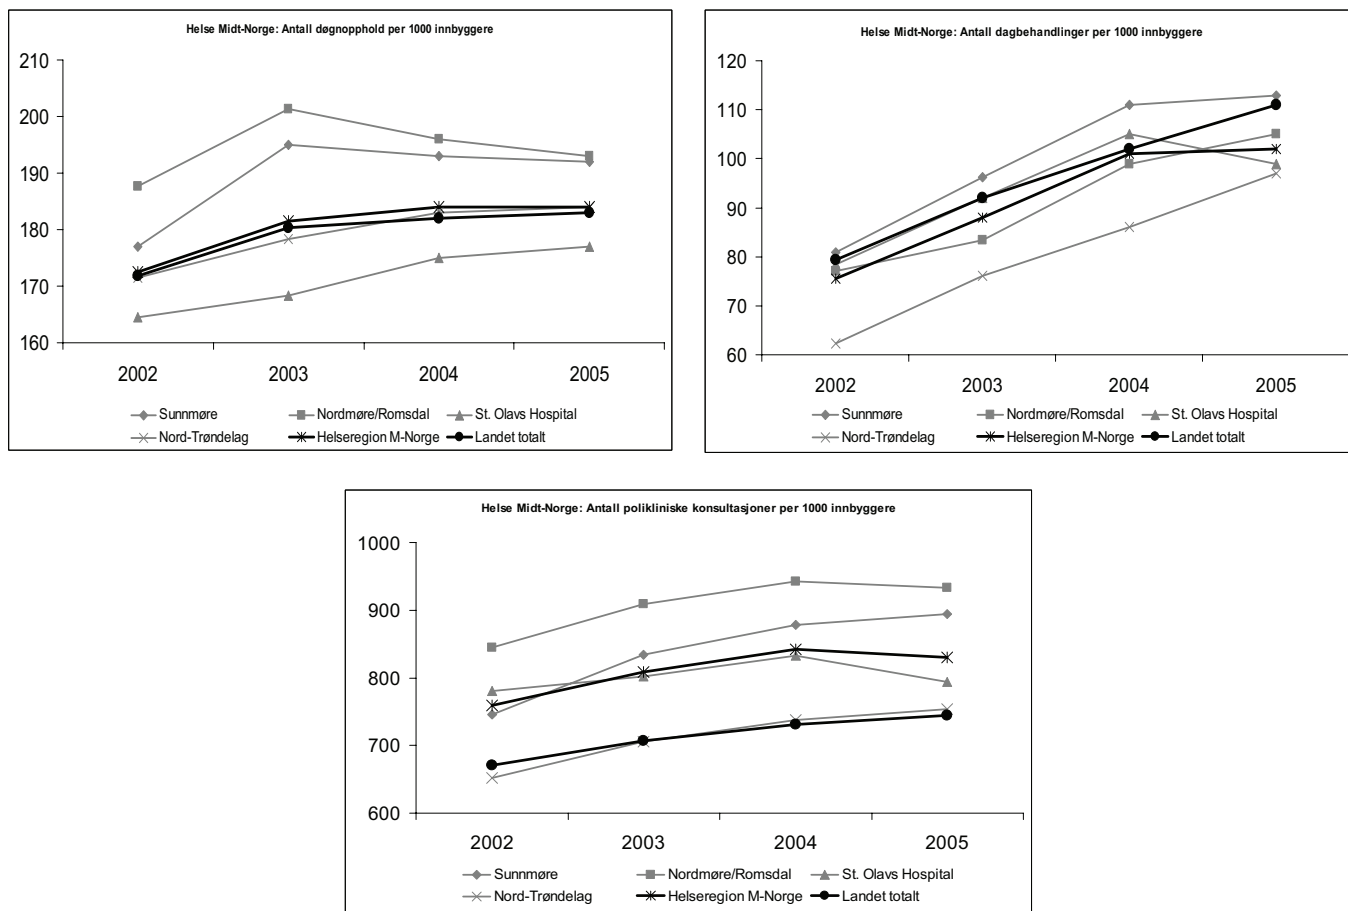 Helse Midt-Norge: Antall døgnopphold per 1000 innbyggere
210
200
190
180
170
160
2002 2003 2004 2005
Sunnmøre Nordmøre/Romsdal St. Olavs Hospital
Nord-Trøndelag Helseregion M-Norge Landet totalt
Helse Midt-Norge: Antall dagbehandlinger per 1000 innbyggere
120
110
100
90
80
70
60
2002 2003 2004 2005
Sunnmøre Nordmøre/Romsdal St. Olavs Hospital
Nord-Trøndelag Helseregion M-Norge Landet totalt
Helse Midt-Norge: Antall polikliniske konsultasjoner per 1000 innbyggere
1000
900
800
700
600
2002 2003 2004 2005
Sunnmøre Nordmøre/Romsdal St. Olavs Hospital
Nord-Trøndelag Helseregion M-Norge Landet totalt